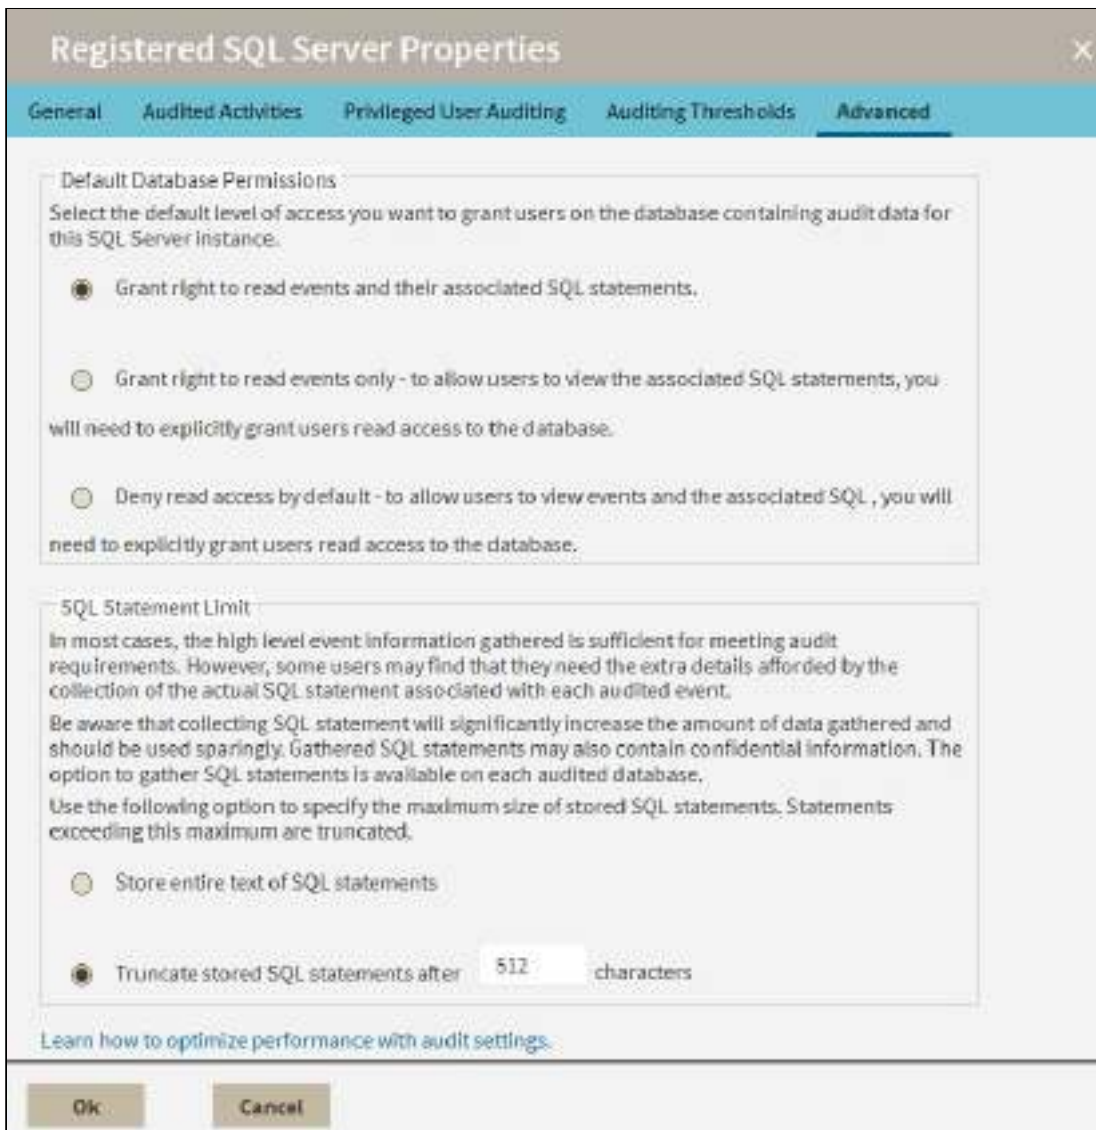 Registered SQL Server Properties
×
General Audited Activities Privileged User Auditing Auditing Thresholds Advanced
Default Database Permissions
Select the default level of access you want to grant users on the database containing audit data for
this SQL Server instance.
Grant right to read events and their associated SQL statements.
Grant right to read events only - to allow users to view the associated SQL statements, you
will need to explicitly grant users read access to the database.
Deny read access by default - to allow users to view events and the associated SQL , you will
need to explicitly grant users read access to the database.
SQL Statement Limit
In most cases, the high level event information gathered is sufficient for meeting audit
requirements. However, some users may find that they need the extra details afforded by the
collection of the actual SQL statement associated with each audited event.
Be aware that collecting SQL statement will significantly increase the amount of data gathered and
should be used sparingly. Gathered SQL statements may also contain confidential information. The
option to gather SQL statements is available on each audited database.
Use the following option to specify the maximum size of stored SQL statements. Statements
exceeding this maximum are truncated.
Store entire text of SQL statements
Truncate stored SQL statements after 512 characters
Learn how to optimize performance with audit settings.
Ok Cancel